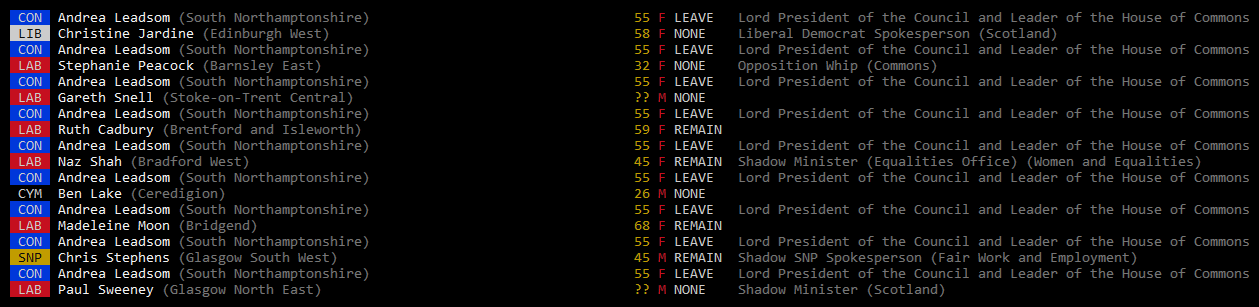 CON Andrea Leadsom (South Northamptonshire) 55 F LEAVE Lord President of the Council and Leader of the House of Commons
LIB Christine Jardine (Edinburgh West) 58 F NONE Liberal Democrat Spokesperson (Scotland)
CON Andrea Leadsom (South Northamptonshire) 55 F LEAVE Lord President of the Council and Leader of the House of Commons
LAB Stephanie Peacock (Barnsley East) 32 F NONE Opposition Whip (Commons)
CON Andrea Leadsom (South Northamptonshire) 55 F LEAVE Lord President of the Council and Leader of the House of Commons
LAB Gareth Snell (Stoke-on-Trent Central) ?? M NONE
CON Andrea Leadsom (South Northamptonshire) 55 F LEAVE Lord President of the Council and Leader of the House of Commons
LAB Ruth Cadbury (Brentford and Isleworth) 59 F REMAIN
CON Andrea Leadsom (South Northamptonshire) 55 F LEAVE Lord President of the Council and Leader of the House of Commons
LAB Naz Shah (Bradford West) 45 F REMAIN Shadow Minister (Equalities Office) (Women and Equalities)
CON Andrea Leadsom (South Northamptonshire) 55 F LEAVE Lord President of the Council and Leader of the House of Commons
CYM Ben Lake (Ceredigion) 26 M NONE
CON Andrea Leadsom (South Northamptonshire) 55 F LEAVE Lord President of the Council and Leader of the House of Commons
LAB Madeleine Moon (Bridgend) 68 F REMAIN
CON Andrea Leadsom (South Northamptonshire) 55 F LEAVE Lord President of the Council and Leader of the House of Commons
SNP Chris Stephens (Glasgow South West) 45 M REMAIN Shadow SNP Spokesperson (Fair Work and Employment)
CON Andrea Leadsom (South Northamptonshire) 55 F LEAVE Lord President of the Council and Leader of the House of Commons
LAB Paul Sweeney (Glasgow North East) ?? M NONE Shadow Minister (Scotland)